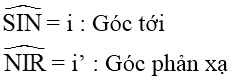 SIN = i : Góc tới
NIR = i’ : Góc phản xạ